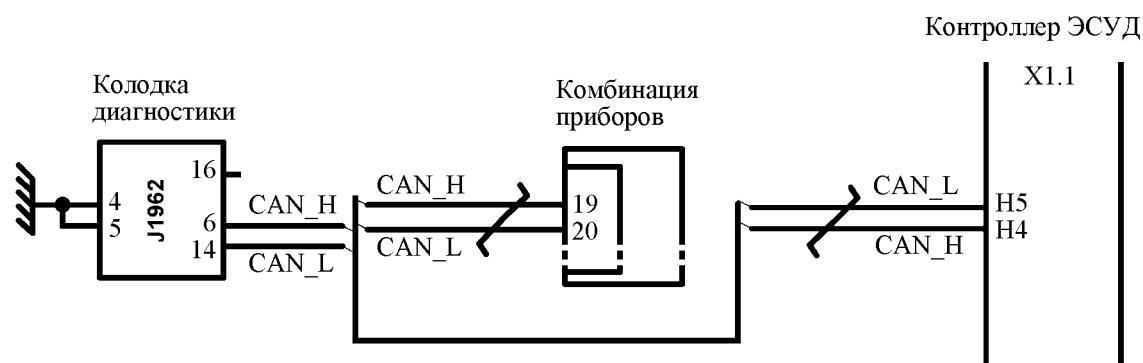 Контроллер ЭСУД
X1.1
Колодка
диагностики
Комбинация
приборов
16
4
5
J1962
6
14
CAN_H
CAN_L
CAN_H
CAN_L
19
20
CAN_L
CAN_H
H5
H4